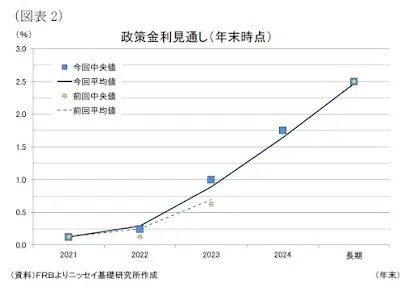 (図表 2)
(%)
政策金利見通し(年末時点)
3.0
2.5
2.0
1.5
1.0
0.5
0.0
今回中央値
今回平均値
前回中央値
前回平均値
2021 2022 2023 2024 長期
(資料)FRBよりニッセイ基礎研究所作成 (年末)